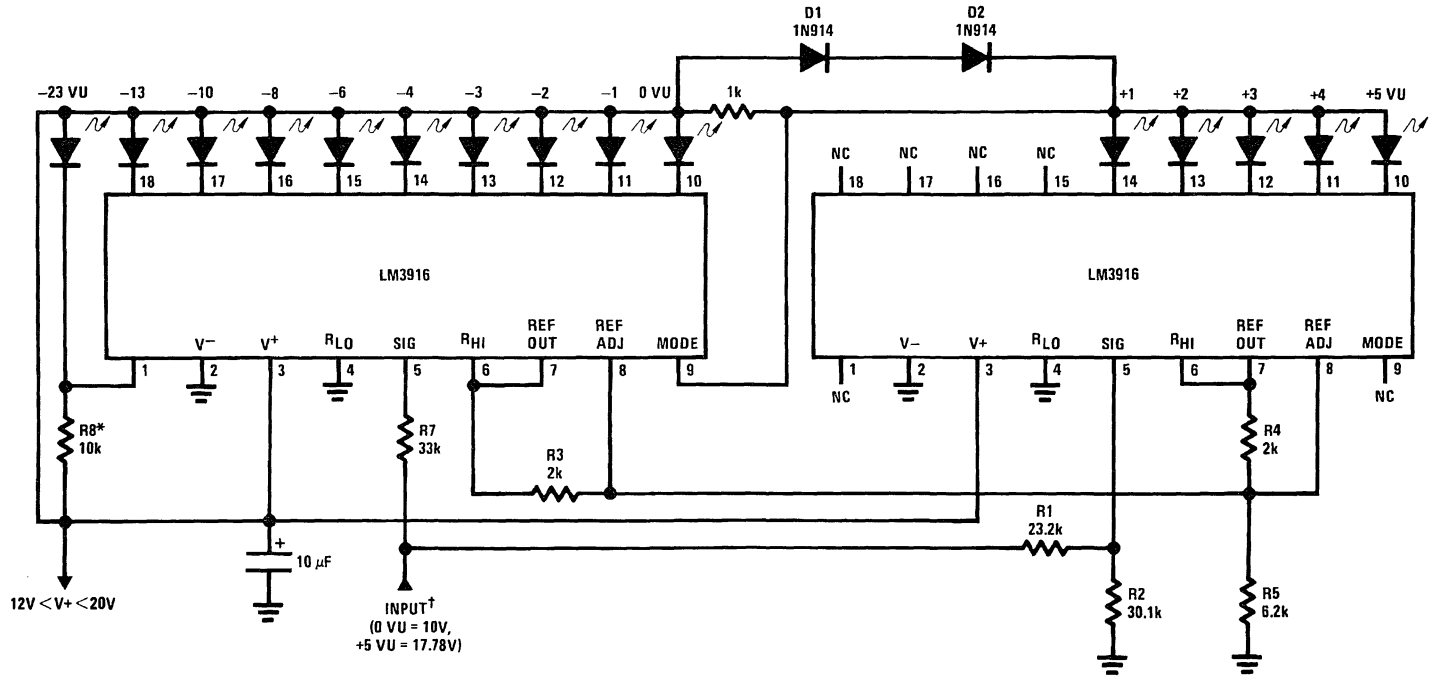 D1
1N914
D2
1N914
−23 VU −13 −10 −8 −6 −4 −3 −2 −1 0 VU 1k +1 +2 +3 +4 +5 VU
NC NC NC NC
18 17 16 15 14 13 12 11 10 18 17 16 15 14 13 12 11 10
LM3916 LM3916
V− V+ RLO SIG RHI REF OUT REF ADJ MODE
V− V+ RLO SIG RHI REF OUT REF ADJ MODE
1 2 3 4 5 6 7 8 9 1 2 3 4 5 6 7 8 9
NC NC
R8*
10k
R7
33k
R3
2k
R4
2k
R1
23.2k
+
10 μF
R2
30.1k
R5
6.2k
12V < V+ < 20V
INPUT†
(0 VU = 10V,
+5 VU = 17.78V)